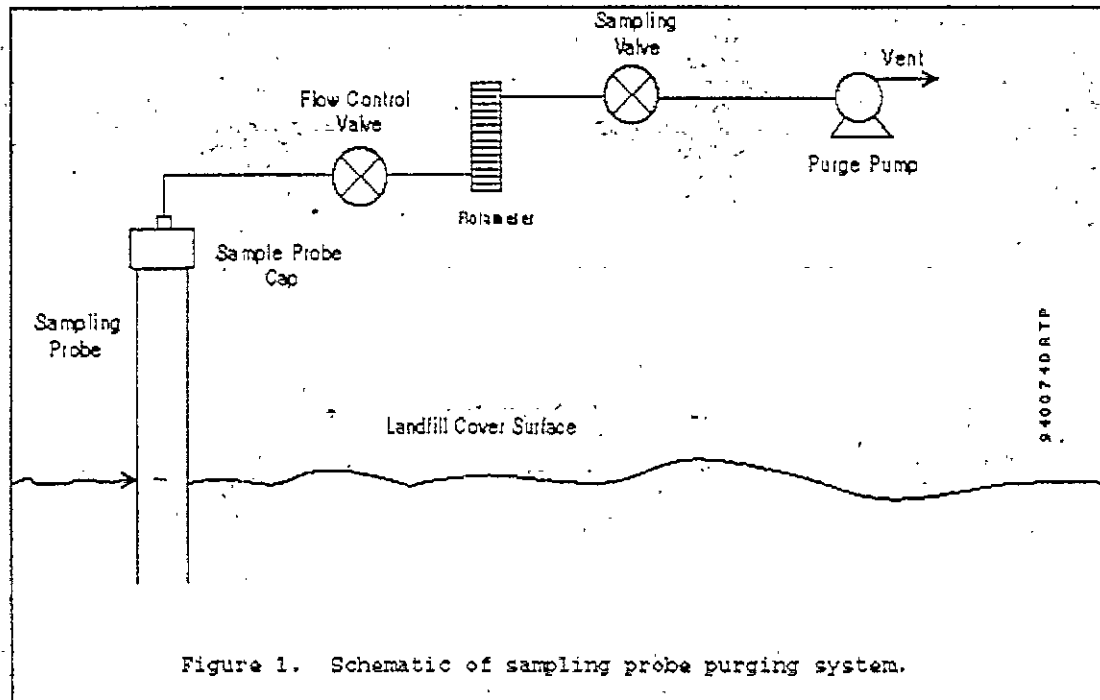 Sampling
Valve
Vent
Flow Control
Valve
Purge Pump
Rotameter
Sample Probe
Cap
Sampling
Probe
940074DRTP
Landfill Cover Surface
Figure 1. Schematic of sampling probe purging system.